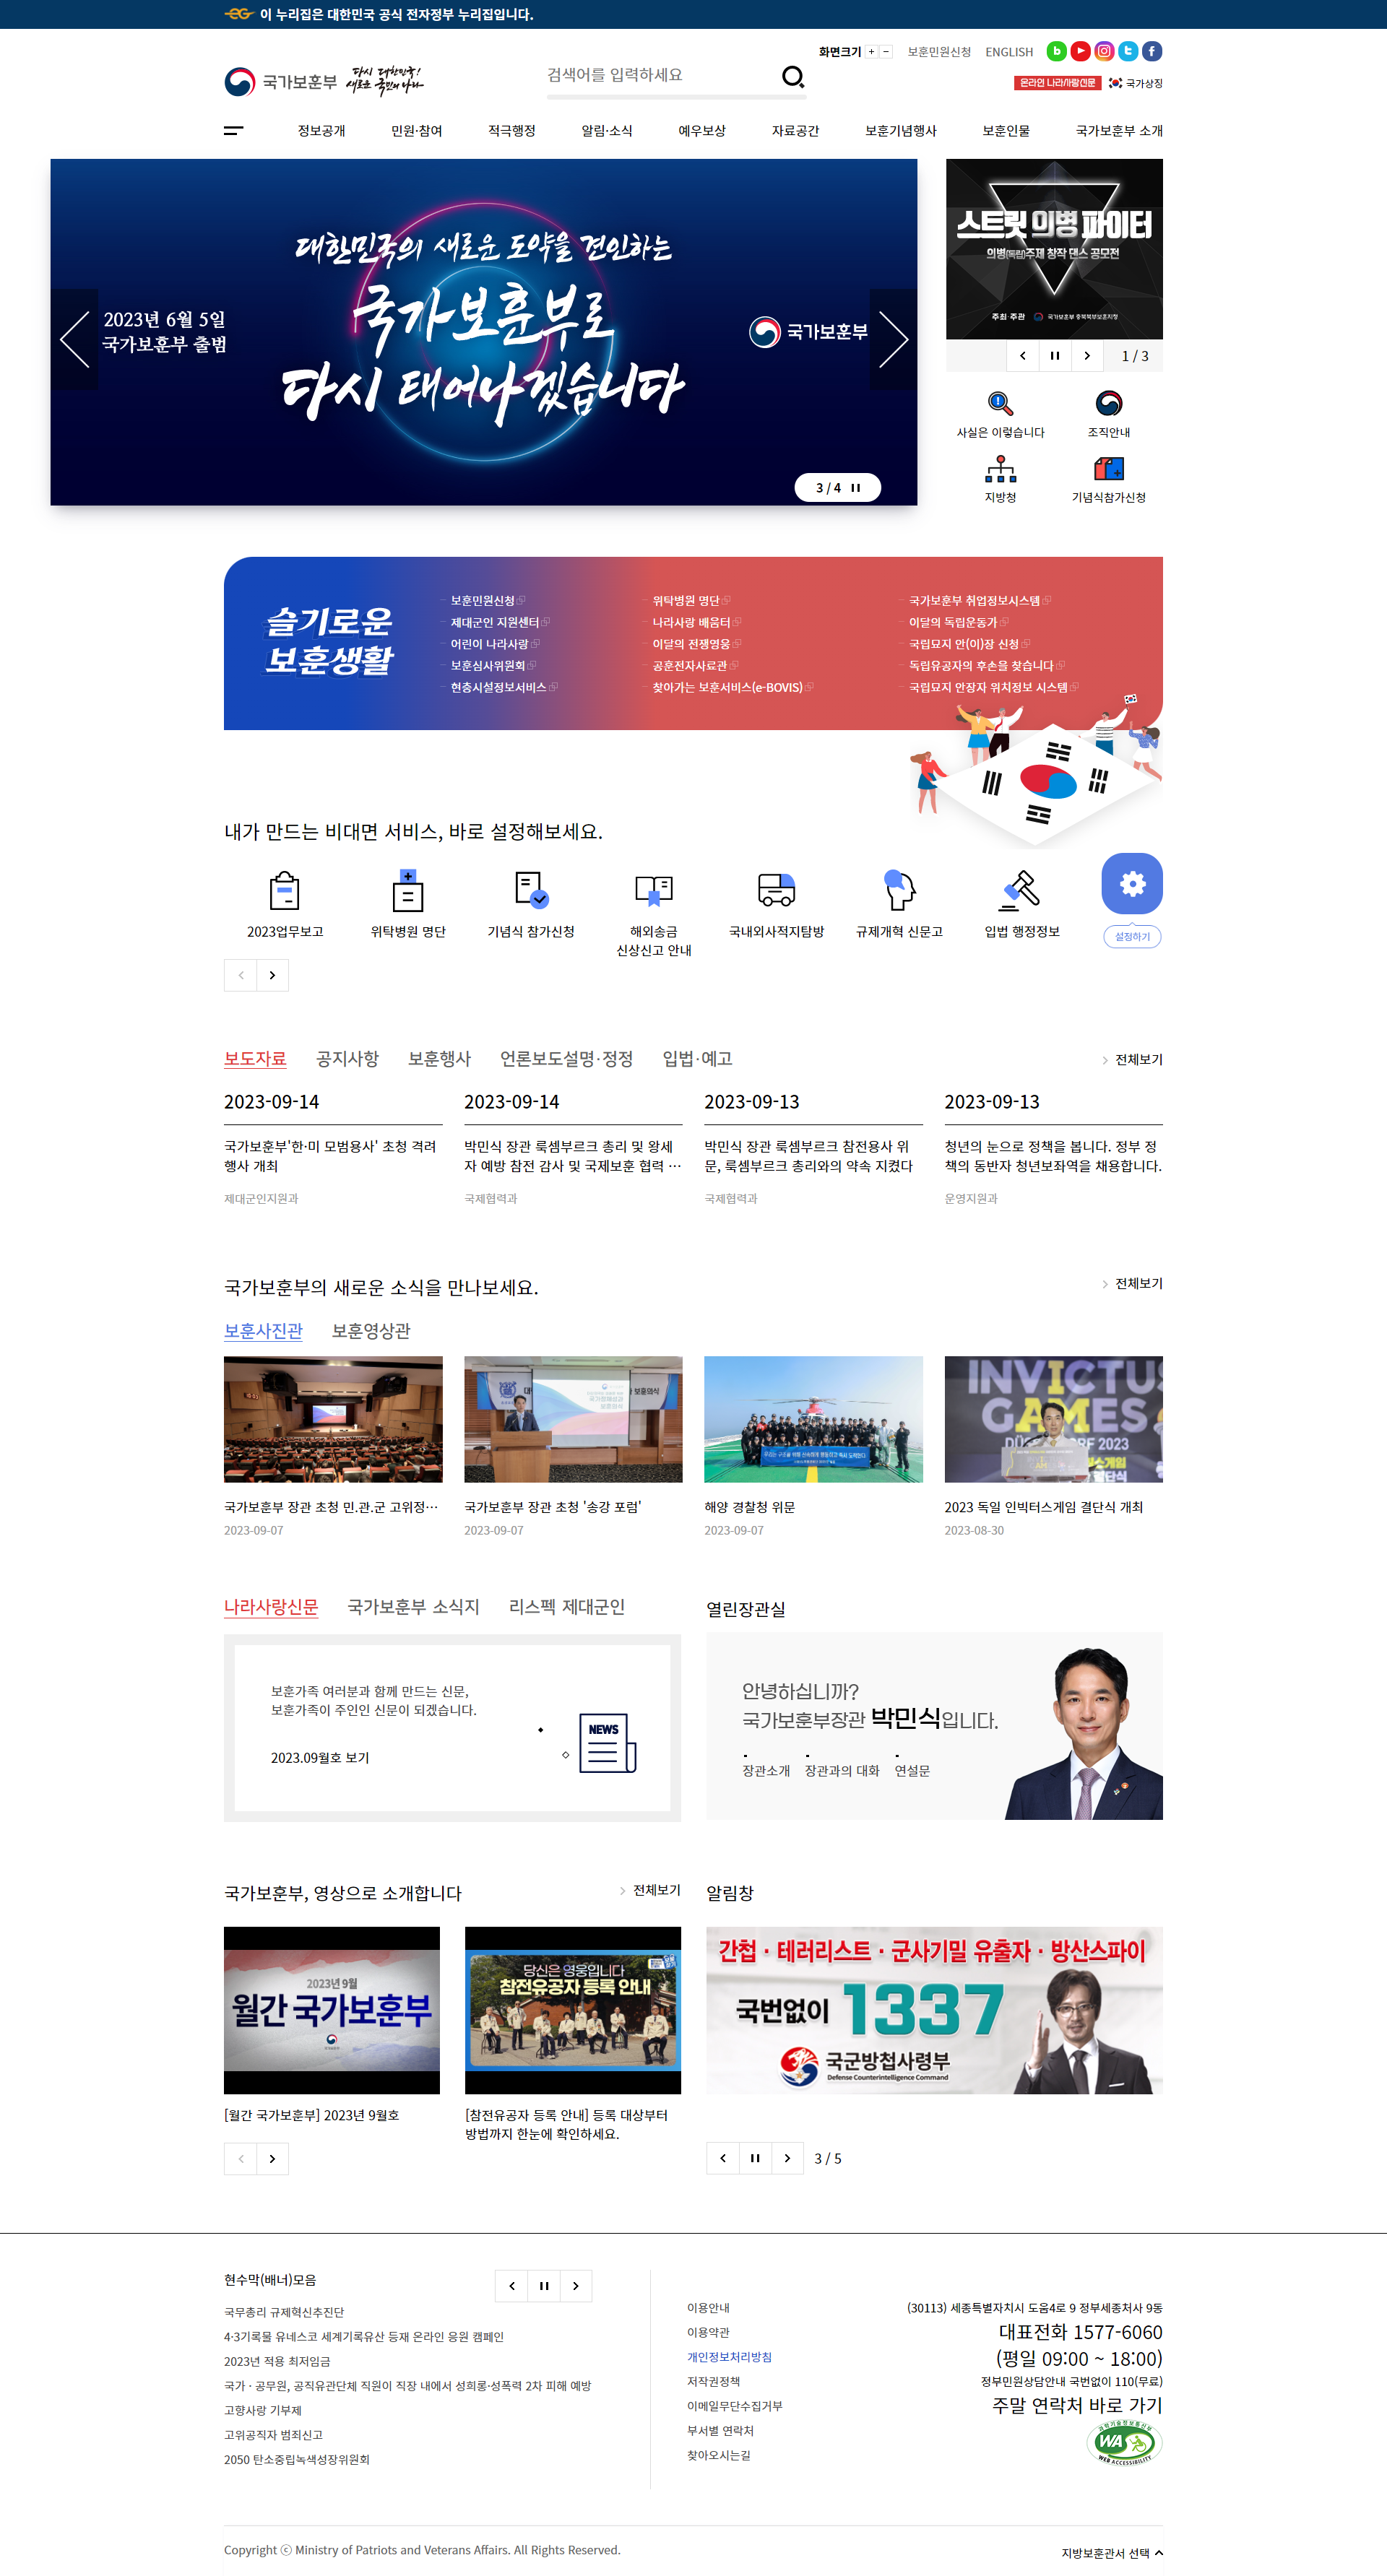 이 누리집은 대한민국 공식 전자정부 누리집입니다.
화면크기 + − 보훈민원신청 ENGLISH
국가보훈부 다시 대한민국! 새로운 국민의 나라
검색어를 입력하세요
온라인 나라사랑신문 국가상징
정보공개 민원·참여 적극행정 알림·소식 예우보상 자료공간 보훈기념행사 보훈인물 국가보훈부 소개
대한민국의 새로운 도약을 견인하는
국가보훈부로
다시 태어나겠습니다
2023년 6월 5일
국가보훈부 출범
국가보훈부
3 / 4
스트릿 의병 파이터
의병(독립)주제 창작 댄스 공모전
주최·주관 국가보훈부 충북북부보훈지청
1 / 3
사실은 이렇습니다 조직안내
지방청 기념식참가신청
슬기로운
보훈생활
보훈민원신청
제대군인 지원센터
어린이 나라사랑
보훈심사위원회
현충시설정보서비스
위탁병원 명단
나라사랑 배움터
이달의 전쟁영웅
공훈전자사료관
찾아가는 보훈서비스(e-BOVIS)
국가보훈부 취업정보시스템
이달의 독립운동가
국립묘지 안(이)장 신청
독립유공자의 후손을 찾습니다
국립묘지 안장자 위치정보 시스템
내가 만드는 비대면 서비스, 바로 설정해보세요.
2023업무보고
위탁병원 명단
기념식 참가신청
해외송금
신상신고 안내
국내외사적지탐방
규제개혁 신문고
입법 행정정보
설정하기
보도자료 공지사항 보훈행사 언론보도설명·정정 입법·예고
전체보기
2023-09-14
국가보훈부'한·미 모범용사' 초청 격려
행사 개최
제대군인지원과
2023-09-14
박민식 장관 룩셈부르크 총리 및 왕세
자 예방 참전 감사 및 국제보훈 협력 …
국제협력과
2023-09-13
박민식 장관 룩셈부르크 참전용사 위
문, 룩셈부르크 총리와의 약속 지켰다
국제협력과
2023-09-13
청년의 눈으로 정책을 봅니다. 정부 정
책의 동반자 청년보좌역을 채용합니다.
운영지원과
국가보훈부의 새로운 소식을 만나보세요.
전체보기
보훈사진관 보훈영상관
INVICTUS
GAMES
2023
국가보훈부 장관 초청 민.관.군 고위정…
2023-09-07
국가보훈부 장관 초청 '송강 포럼'
2023-09-07
해양 경찰청 위문
2023-09-07
2023 독일 인빅터스게임 결단식 개최
2023-08-30
나라사랑신문 국가보훈부 소식지 리스펙 제대군인
보훈가족 여러분과 함께 만드는 신문,
보훈가족이 주인인 신문이 되겠습니다.
2023.09월호 보기
NEWS
열린장관실
안녕하십니까?
국가보훈부장관 박민식입니다.
장관소개 장관과의 대화 연설문
국가보훈부, 영상으로 소개합니다
전체보기
2023년 9월
월간 국가보훈부
당신은 영웅입니다
참전유공자 등록 안내
[월간 국가보훈부] 2023년 9월호
[참전유공자 등록 안내] 등록 대상부터
방법까지 한눈에 확인하세요.
알림창
간첩 · 테러리스트 · 군사기밀 유출자 · 방산스파이
국번없이 1337
국군방첩사령부
Defense Counterintelligence Command
3 / 5
현수막(배너)모음
국무총리 규제혁신추진단
4·3기록물 유네스코 세계기록유산 등재 온라인 응원 캠페인
2023년 적용 최저임금
국가 · 공무원, 공직유관단체 직원이 직장 내에서 성희롱·성폭력 2차 피해 예방
고향사랑 기부제
고위공직자 범죄신고
2050 탄소중립녹색성장위원회
이용안내
이용약관
개인정보처리방침
저작권정책
이메일무단수집거부
부서별 연락처
찾아오시는길
(30113) 세종특별자치시 도움4로 9 정부세종청사 9동
대표전화 1577-6060
(평일 09:00 ~ 18:00)
정부민원상담안내 국번없이 110(무료)
주말 연락처 바로 가기
과학기술정보통신부
WA
WEB ACCESSIBILITY
Copyright ⓒ Ministry of Patriots and Veterans Affairs. All Rights Reserved.
지방보훈관서 선택